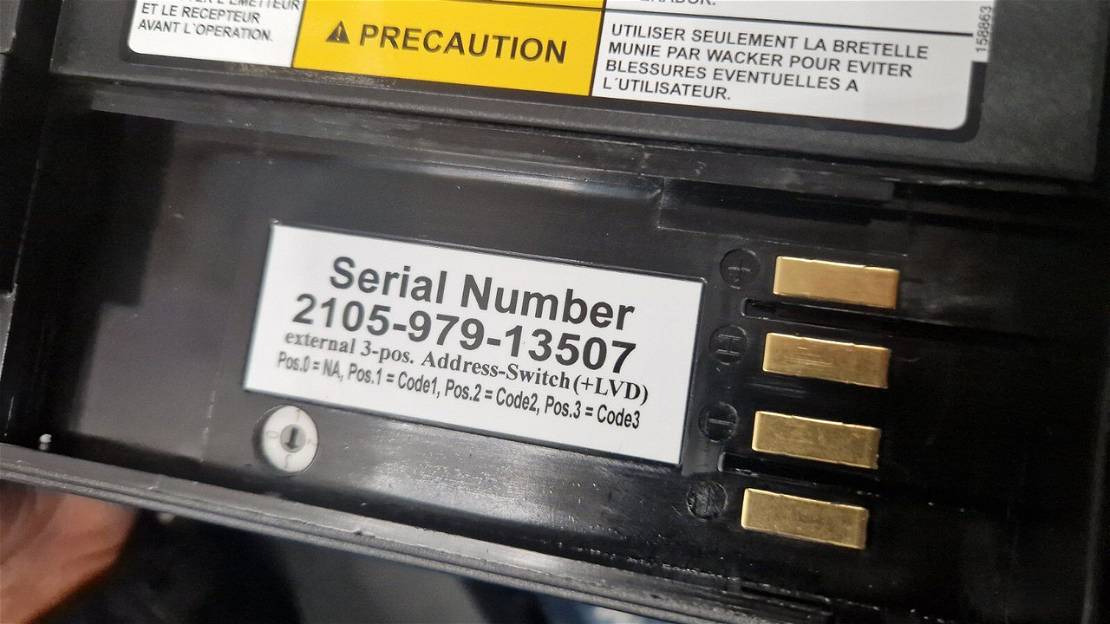 ET LE RECEPTEUR
AVANT L'OPERATION.
⚠ PRECAUTION
UTILISER SEULEMENT LA BRETELLE
MUNIE PAR WACKER POUR EVITER
BLESSURES EVENTUELLES A
L'UTILISATEUR.
158863
Serial Number
2105-979-13507
external 3-pos. Address-Switch (+LVD)
Pos.0 = NA, Pos.1 = Code1, Pos.2 = Code2, Pos.3 = Code3